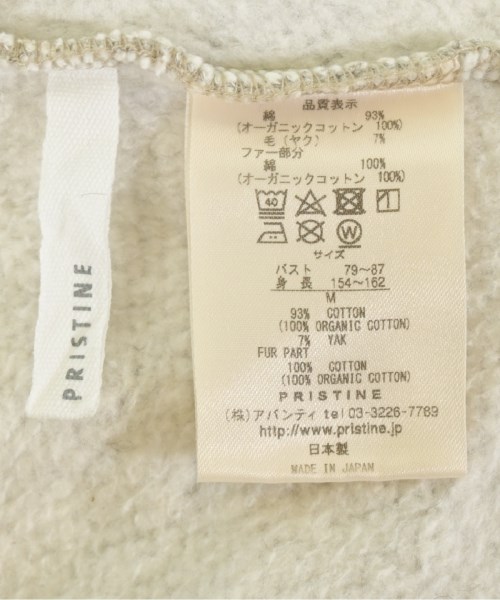 PRISTINE
品質表示
綿 93%
(オーガニックコットン 100%)
毛(ヤク) 7%
ファー部分
綿 100%
(オーガニックコットン 100%)
40
W
サイズ
バスト 79～87
身長 154～162
M
93% COTTON
(100% ORGANIC COTTON)
7% YAK
FUR PART
100% COTTON
(100% ORGANIC COTTON)
PRISTINE
(株)アバンティ tel 03-3226-7789
http://www.pristine.jp
日本製
MADE IN JAPAN